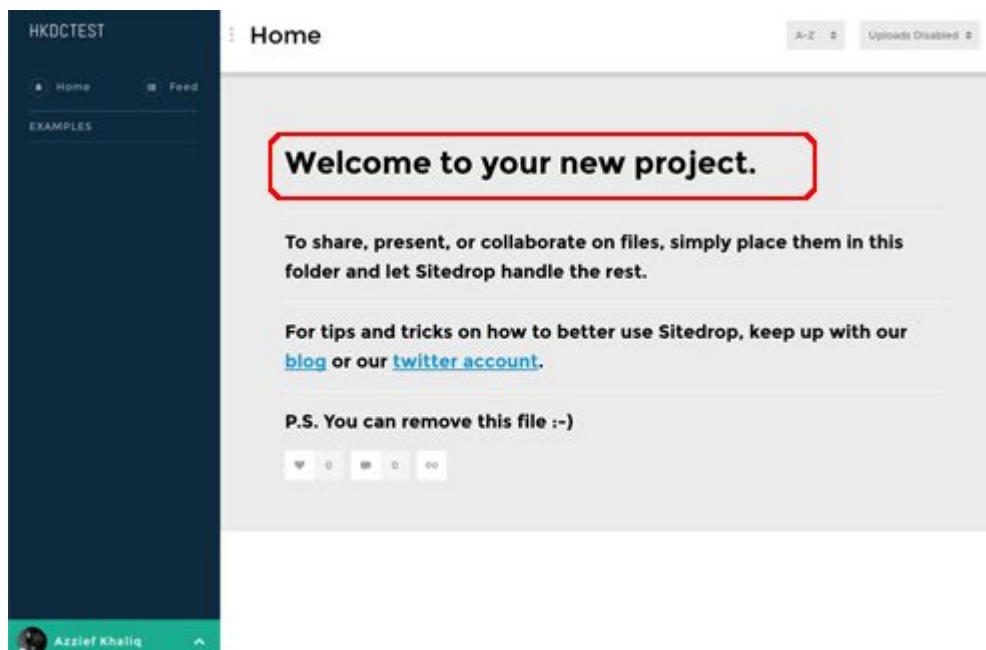 HKDCTEST
Home Feed
EXAMPLES
Azzief Khaliq
Home
A-Z
Uploads Disabled
Welcome to your new project.
To share, present, or collaborate on files, simply place them in this
folder and let Sitedrop handle the rest.
For tips and tricks on how to better use Sitedrop, keep up with our
blog or our twitter account.
P.S. You can remove this file :-)
0 0